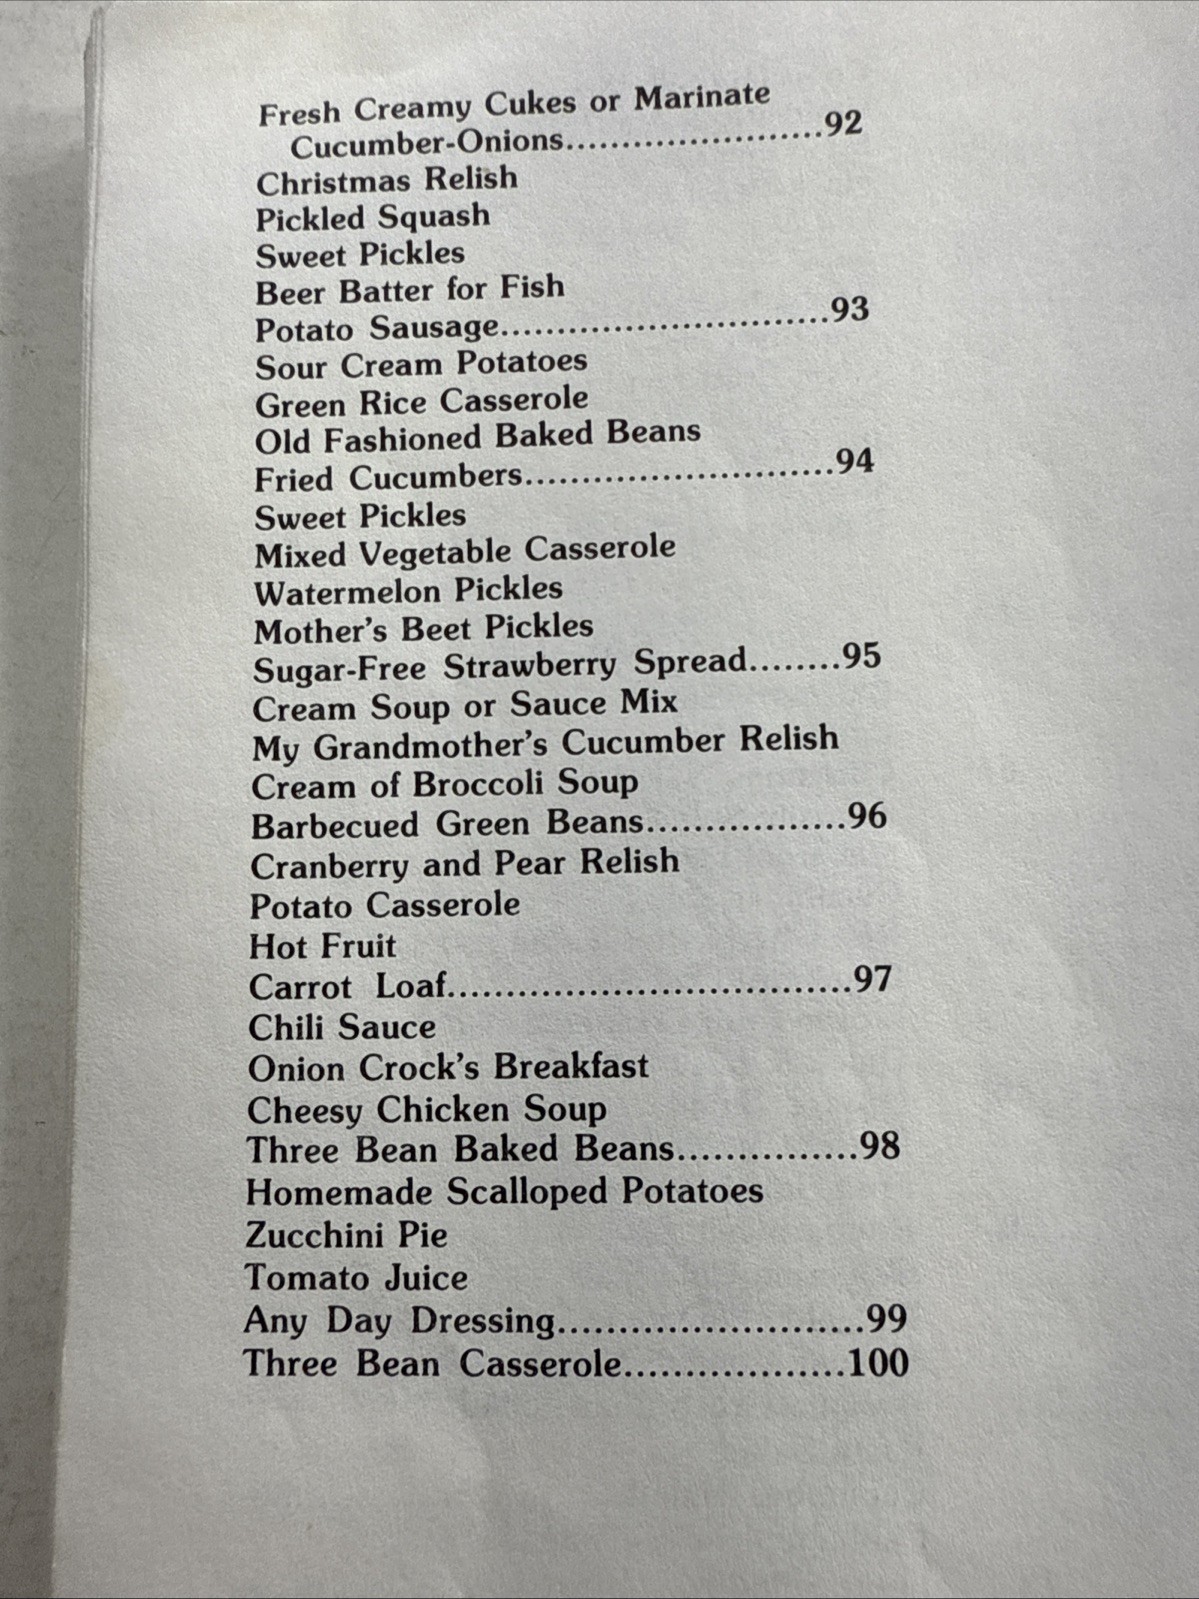 Fresh Creamy Cukes or Marinate
Cucumber-Onions.......................92
Christmas Relish
Pickled Squash
Sweet Pickles
Beer Batter for Fish
Potato Sausage.............................93
Sour Cream Potatoes
Green Rice Casserole
Old Fashioned Baked Beans
Fried Cucumbers...........................94
Sweet Pickles
Mixed Vegetable Casserole
Watermelon Pickles
Mother's Beet Pickles
Sugar-Free Strawberry Spread........95
Cream Soup or Sauce Mix
My Grandmother's Cucumber Relish
Cream of Broccoli Soup
Barbecued Green Beans.................96
Cranberry and Pear Relish
Potato Casserole
Hot Fruit
Carrot Loaf..................................97
Chili Sauce
Onion Crock's Breakfast
Cheesy Chicken Soup
Three Bean Baked Beans...............98
Homemade Scalloped Potatoes
Zucchini Pie
Tomato Juice
Any Day Dressing.........................99
Three Bean Casserole..................100